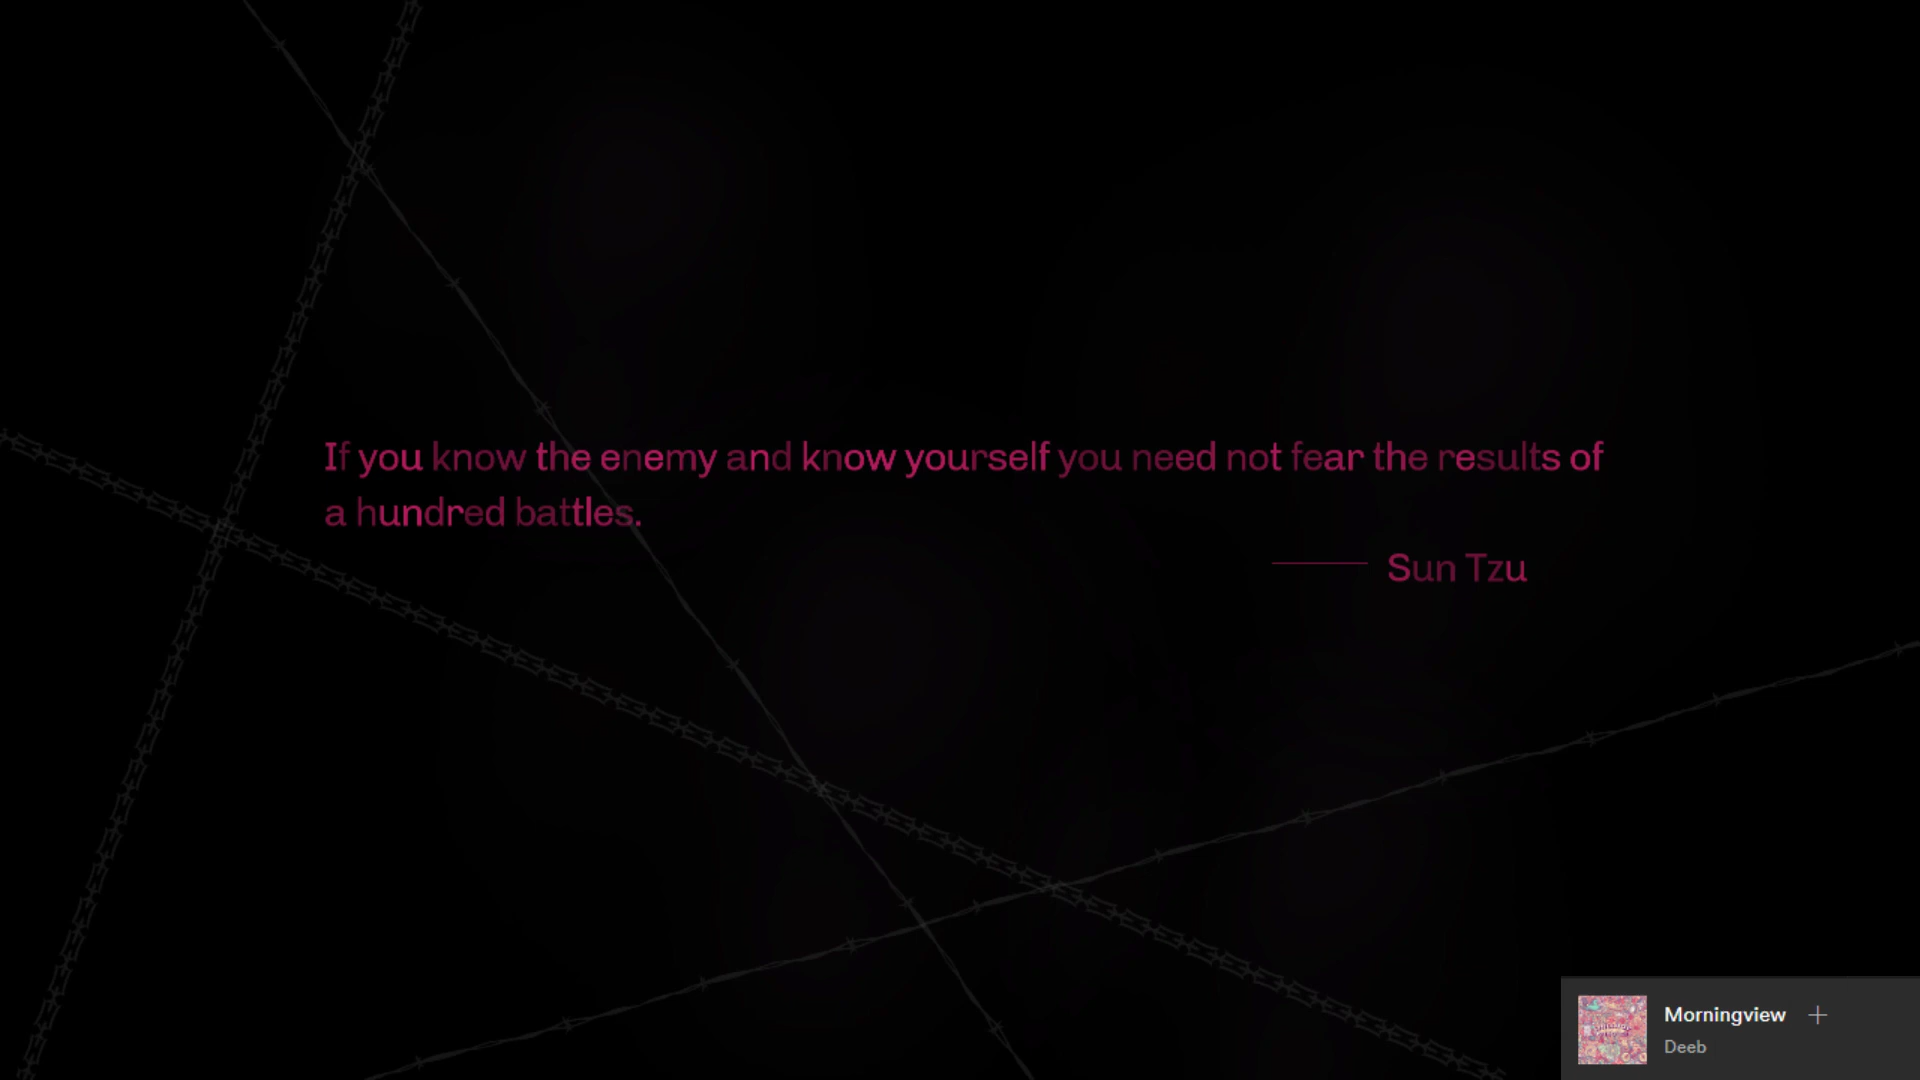 If you know the enemy and know yourself you need not fear the results of
a hundred battles.
Sun Tzu
Morningview
Deeb